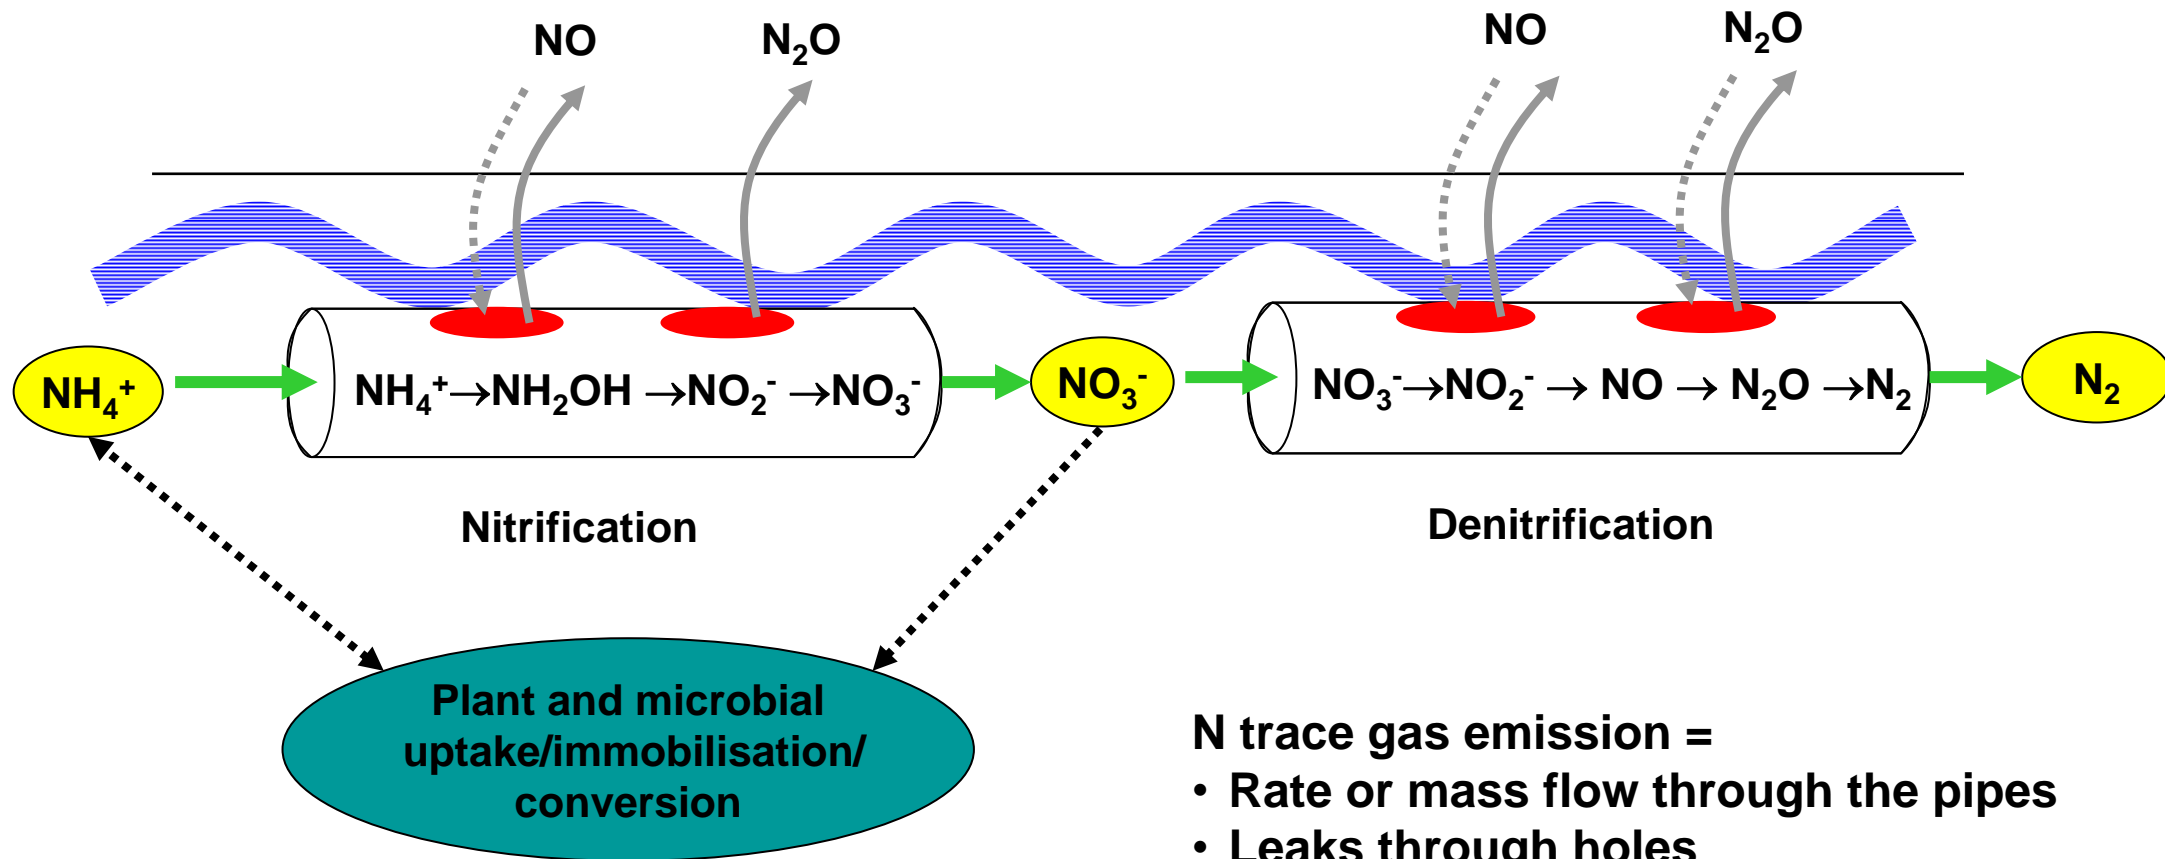 NO
N₂O
NO
N₂O
NH₄⁺
NH₄⁺→NH₂OH →NO₂⁻ →NO₃⁻
NO₃⁻
NO₃⁻→NO₂⁻ → NO → N₂O →N₂
N₂
Nitrification
Denitrification
Plant and microbial
uptake/immobilisation/
conversion
N trace gas emission =
• Rate or mass flow through the pipes
• Leaks through holes